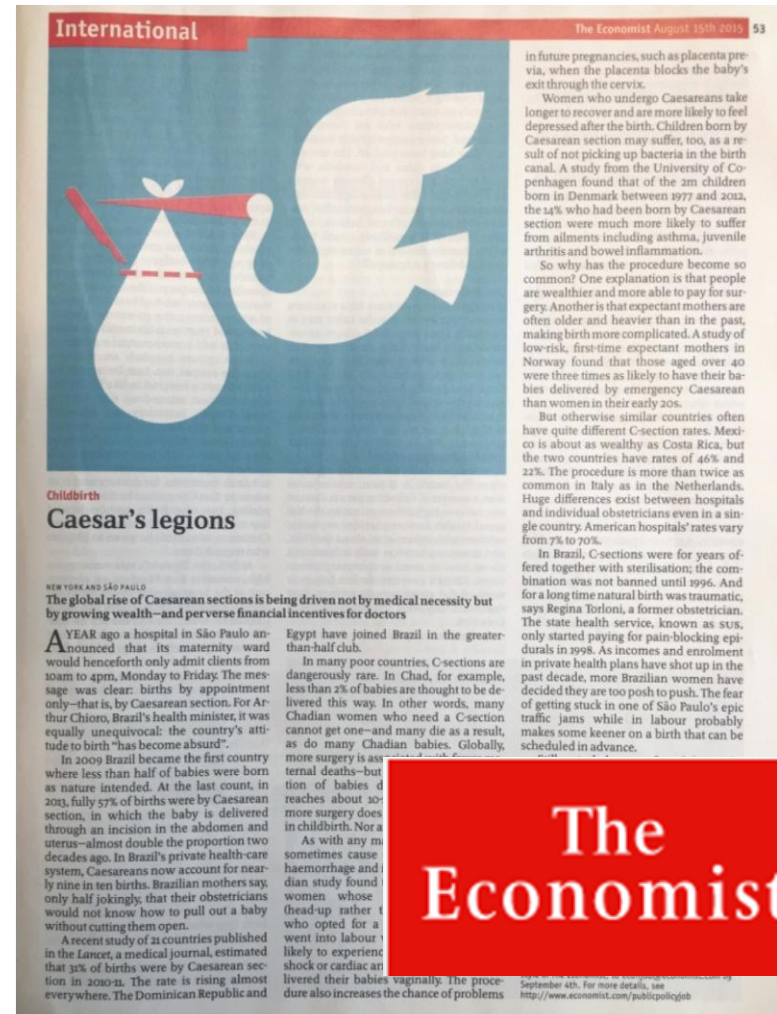 International
The Economist August 15th 2015 53
Childbirth
Caesar's legions
NEW YORK AND SÃO PAULO
The global rise of Caesarean sections is being driven not by medical necessity but
by growing wealth—and perverse financial incentives for doctors
A YEAR ago a hospital in São Paulo an-
nounced that its maternity ward
would henceforth only admit clients from
10am to 4pm, Monday to Friday. The mes-
sage was clear: births by appointment
only—that is, by Caesarean section. For Ar-
thur Chioro, Brazil's health minister, it was
equally unequivocal: the country's atti-
tude to birth "has become absurd".
In 2009 Brazil became the first country
where less than half of babies were born
as nature intended. At the last count, in
2013, fully 57% of births were by Caesarean
section, in which the baby is delivered
through an incision in the abdomen and
uterus—almost double the proportion two
decades ago. In Brazil's private health-care
system, Caesareans now account for near-
ly nine in ten births. Brazilian mothers say,
only half jokingly, that their obstetricians
would not know how to pull out a baby
without cutting them open.
A recent study of 21 countries published
in the Lancet, a medical journal, estimated
that 31% of births were by Caesarean sec-
tion in 2010-11. The rate is rising almost
everywhere. The Dominican Republic and
Egypt have joined Brazil in the greater-
than-half club.
In many poor countries, C-sections are
dangerously rare. In Chad, for example,
less than 2% of babies are thought to be de-
livered this way. In other words, many
Chadian women who need a C-section
cannot get one—and many die as a result,
as do many Chadian babies. Globally,
more surgery is
ternal deaths—but
tion of babies
reaches about
more surgery does
in childbirth. Nor
As with any
sometimes cause
haemorrhage and
dian study found
women whose
(head-up rather
who opted for a
went into labour
likely to
shock or cardiac
livered their babies vaginally. The proce-
dure also increases the chance of problems
in future pregnancies, such as placenta pre-
via, when the placenta blocks the baby's
exit through the cervix.
Women who undergo Caesareans take
longer to recover and are more likely to feel
depressed after the birth. Children born by
Caesarean section may suffer, too, as a re-
sult of not picking up bacteria in the birth
canal. A study from the University of Co-
penhagen found that of the 2m children
born in Denmark between 1977 and 2012,
the 14% who had been born by Caesarean
section were much more likely to suffer
from ailments including asthma, juvenile
arthritis and bowel inflammation.
So why has the procedure become so
common? One explanation is that people
are wealthier and more able to pay for sur-
gery. Another is that expectant mothers are
often older and heavier than in the past,
making birth more complicated. A study of
low-risk, first-time expectant mothers in
Norway found that those aged over 40
were three times as likely to have their ba-
bies delivered by emergency Caesarean
than women in their early 20s.
But otherwise similar countries often
have quite different C-section rates. Mexi-
co is about as wealthy as Costa Rica, but
the two countries have rates of 46% and
22%. The procedure is more than twice as
common in Italy as in the Netherlands.
Huge differences exist between hospitals
and individual obstetricians even in a sin-
gle country. American hospitals' rates vary
from 7% to 70%.
In Brazil, C-sections were for years of-
fered together with sterilisation; the com-
bination was not banned until 1996. And
for a long time natural birth was traumatic,
says Regina Torloni, a former obstetrician.
The state health service, known as SUS,
only started paying for pain-blocking epi-
durals in 1998. As incomes and enrolment
in private health plans have shot up in the
past decade, more Brazilian women have
decided they are too posh to push. The fear
of getting stuck in one of São Paulo's epic
traffic jams while in labour probably
makes some keener on a birth that can be
scheduled in advance.
The
Economist
September 4th. For more details, see
http://www.economist.com/publicpolicyjob